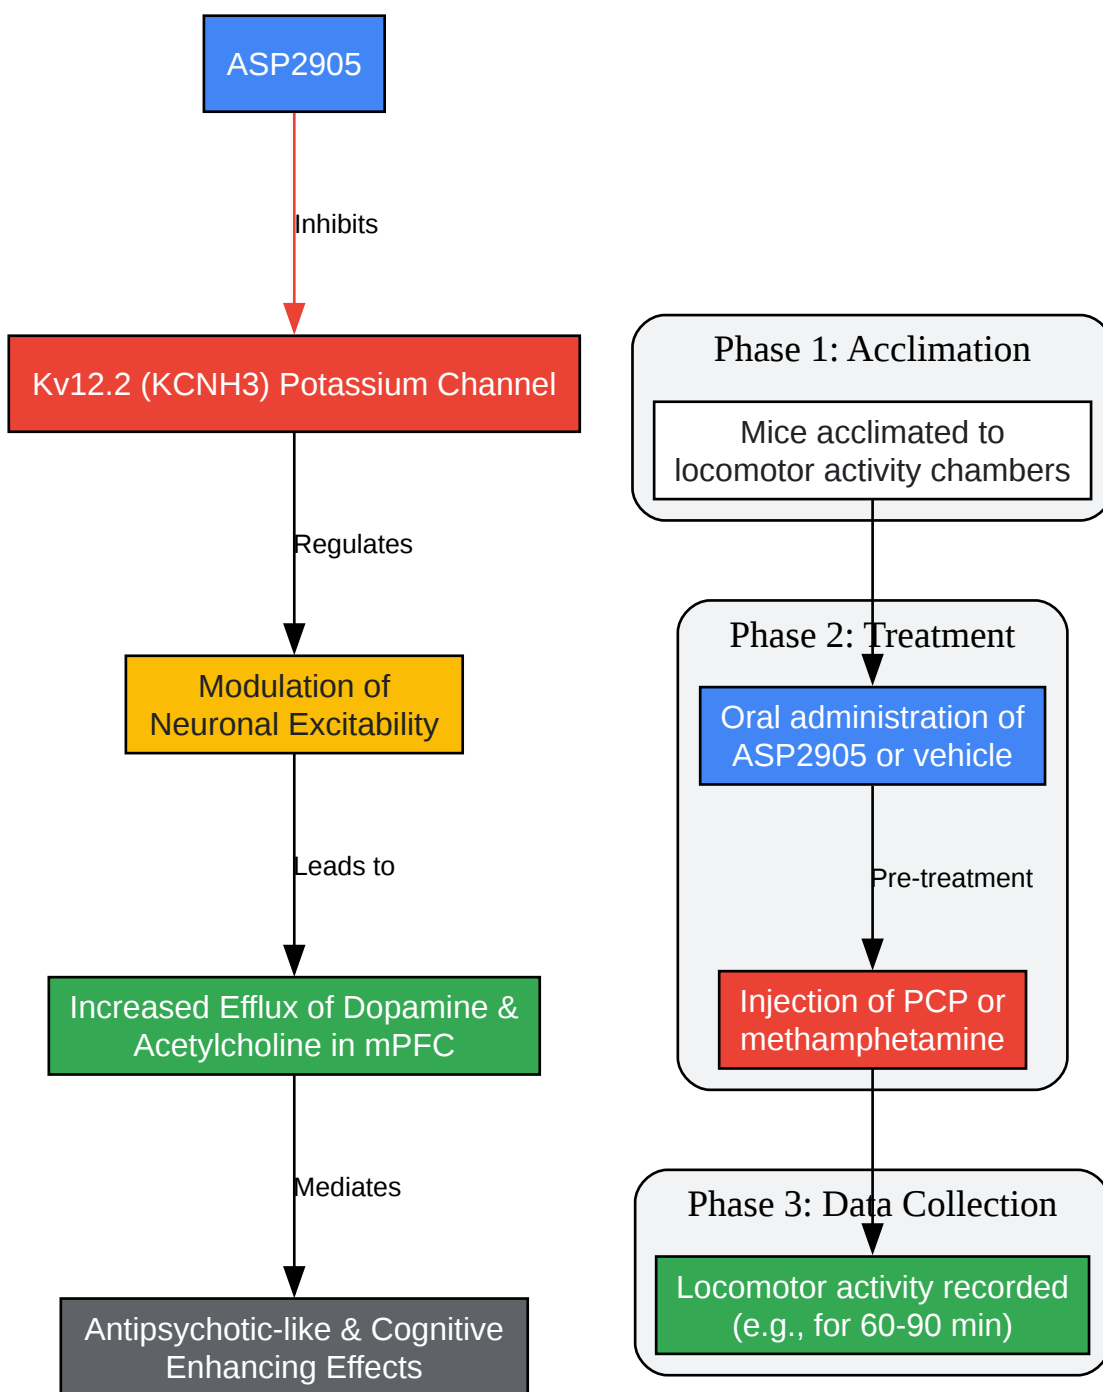 ASP2905
Inhibits
Kv12.2 (KCNH3) Potassium Channel
Regulates
Modulation of
Neuronal Excitability
Leads to
Increased Efflux of Dopamine &
Acetylcholine in mPFC
Mediates
Antipsychotic-like & Cognitive
Enhancing Effects
Phase 1: Acclimation
Mice acclimated to
locomotor activity chambers
Phase 2: Treatment
Oral administration of
ASP2905 or vehicle
Pre-treatment
Injection of PCP or
methamphetamine
Phase 3: Data Collection
Locomotor activity recorded
(e.g., for 60-90 min)